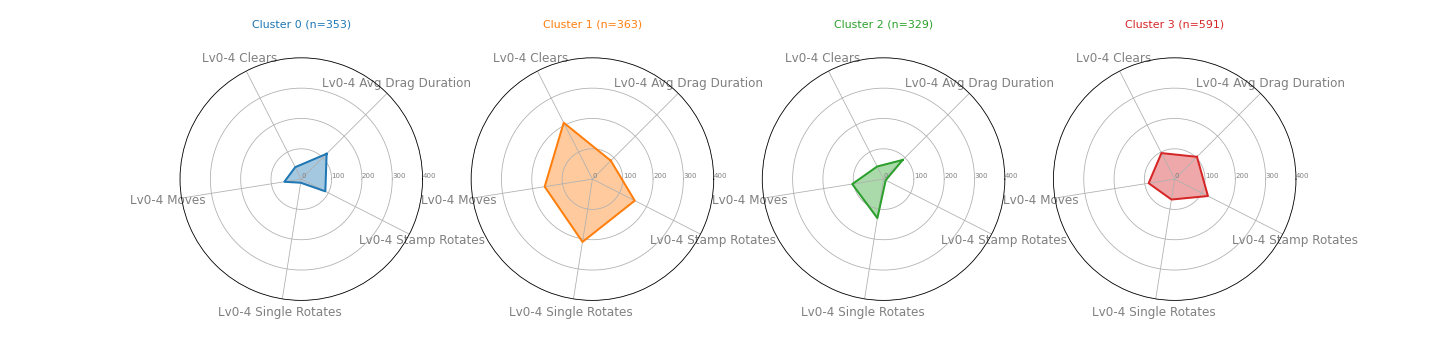 Cluster 0 (n=353)
Lv0-4 Clears
Lv0-4 Avg Drag Duration
0 100 200 300 400
Lv0-4 Moves
Lv0-4 Stamp Rotates
Lv0-4 Single Rotates
Cluster 1 (n=363)
Lv0-4 Clears
Lv0-4 Avg Drag Duration
0 100 200 300 400
Lv0-4 Moves
Lv0-4 Stamp Rotates
Lv0-4 Single Rotates
Cluster 2 (n=329)
Lv0-4 Clears
Lv0-4 Avg Drag Duration
0 100 200 300 400
Lv0-4 Moves
Lv0-4 Stamp Rotates
Lv0-4 Single Rotates
Cluster 3 (n=591)
Lv0-4 Clears
Lv0-4 Avg Drag Duration
0 100 200 300 400
Lv0-4 Moves
Lv0-4 Stamp Rotates
Lv0-4 Single Rotates